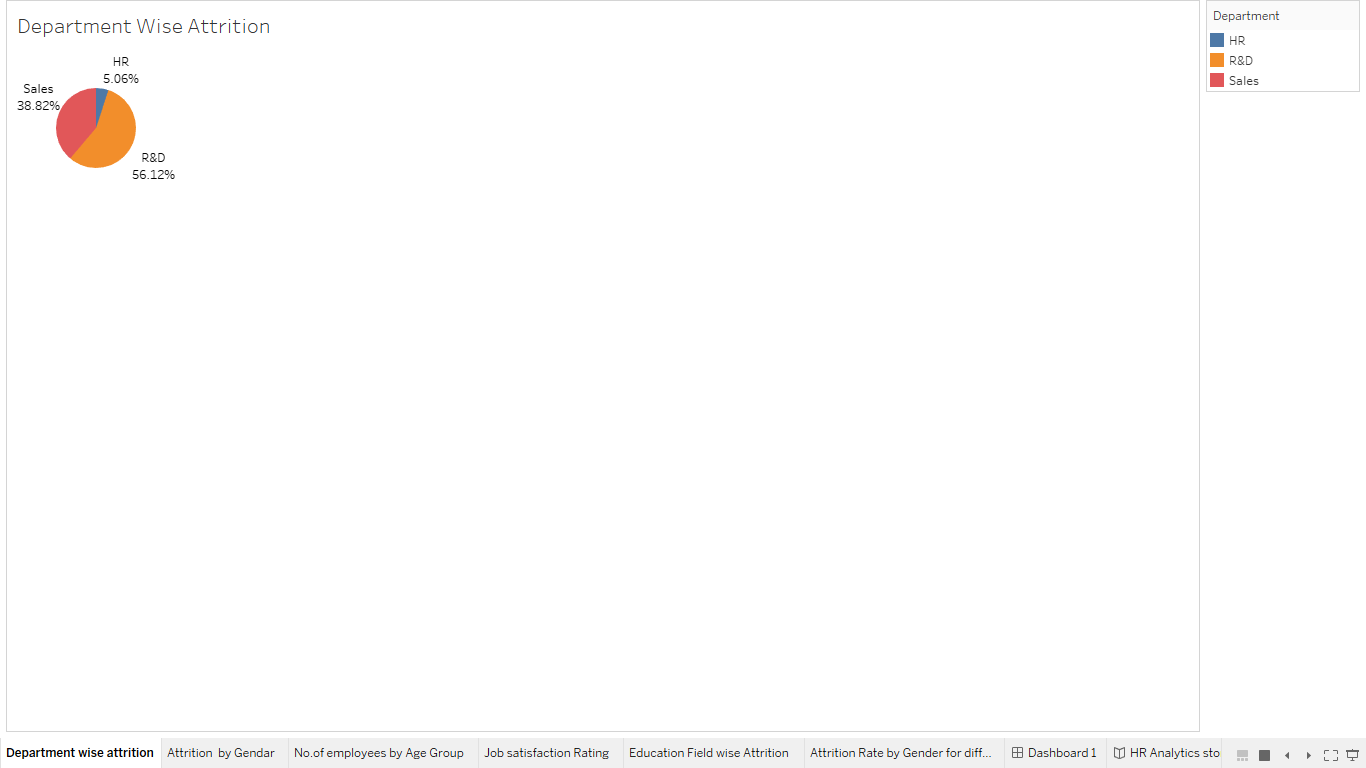 Department Wise Attrition
HR
5.06%
Sales
38.82%
R&D
56.12%
Department
HR
R&D
Sales
Department wise attrition
Attrition  by Gendar
No.of employees by Age Group
Job satisfaction Rating
Education Field wise Attrition
Attrition Rate by Gender for diff...
Dashboard 1
HR Analytics sto